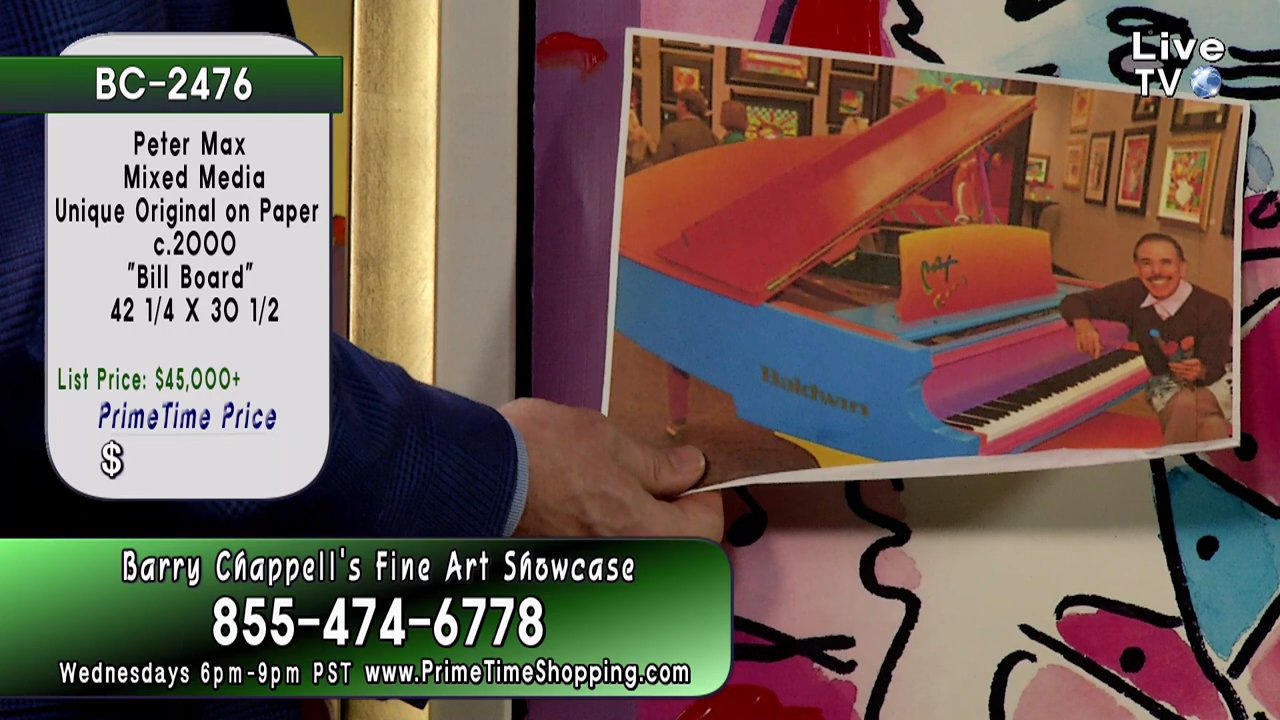 BC-2476
Peter Max
Mixed Media
Unique Original on Paper
c.2000
"Bill Board"
42 1/4 X 30 1/2
List Price: $45,000+
PrimeTime Price
$
Live
TV
Max
Baldwin
Barry Chappell's Fine Art Showcase
855-474-6778
Wednesdays 6pm-9pm PST www.PrimeTimeShopping.com